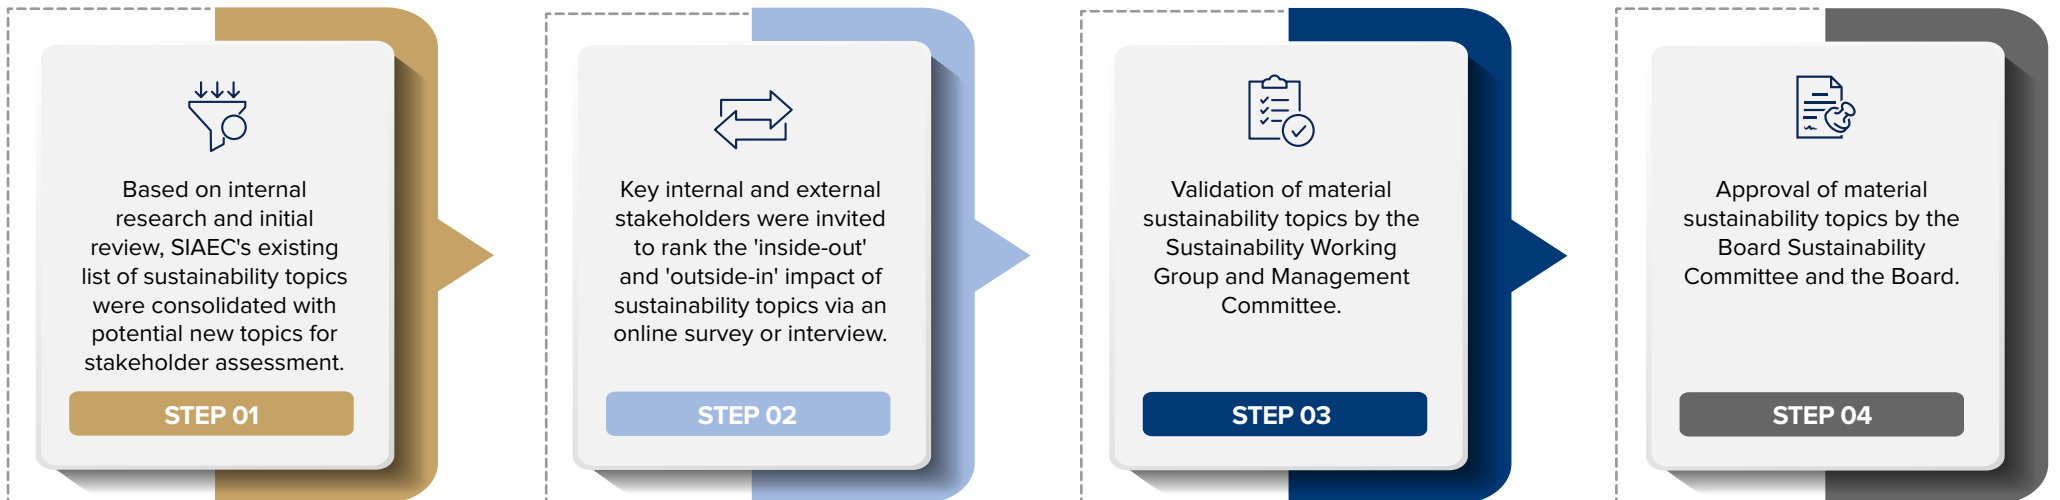 Based on internal
research and initial
review, SIAEC's existing
list of sustainability topics
were consolidated with
potential new topics for
stakeholder assessment.
STEP 01
Key internal and external
stakeholders were invited
to rank the 'inside-out'
and 'outside-in' impact of
sustainability topics via an
online survey or interview.
STEP 02
Validation of material
sustainability topics by the
Sustainability Working
Group and Management
Committee.
STEP 03
Approval of material
sustainability topics by the
Board Sustainability
Committee and the Board.
STEP 04